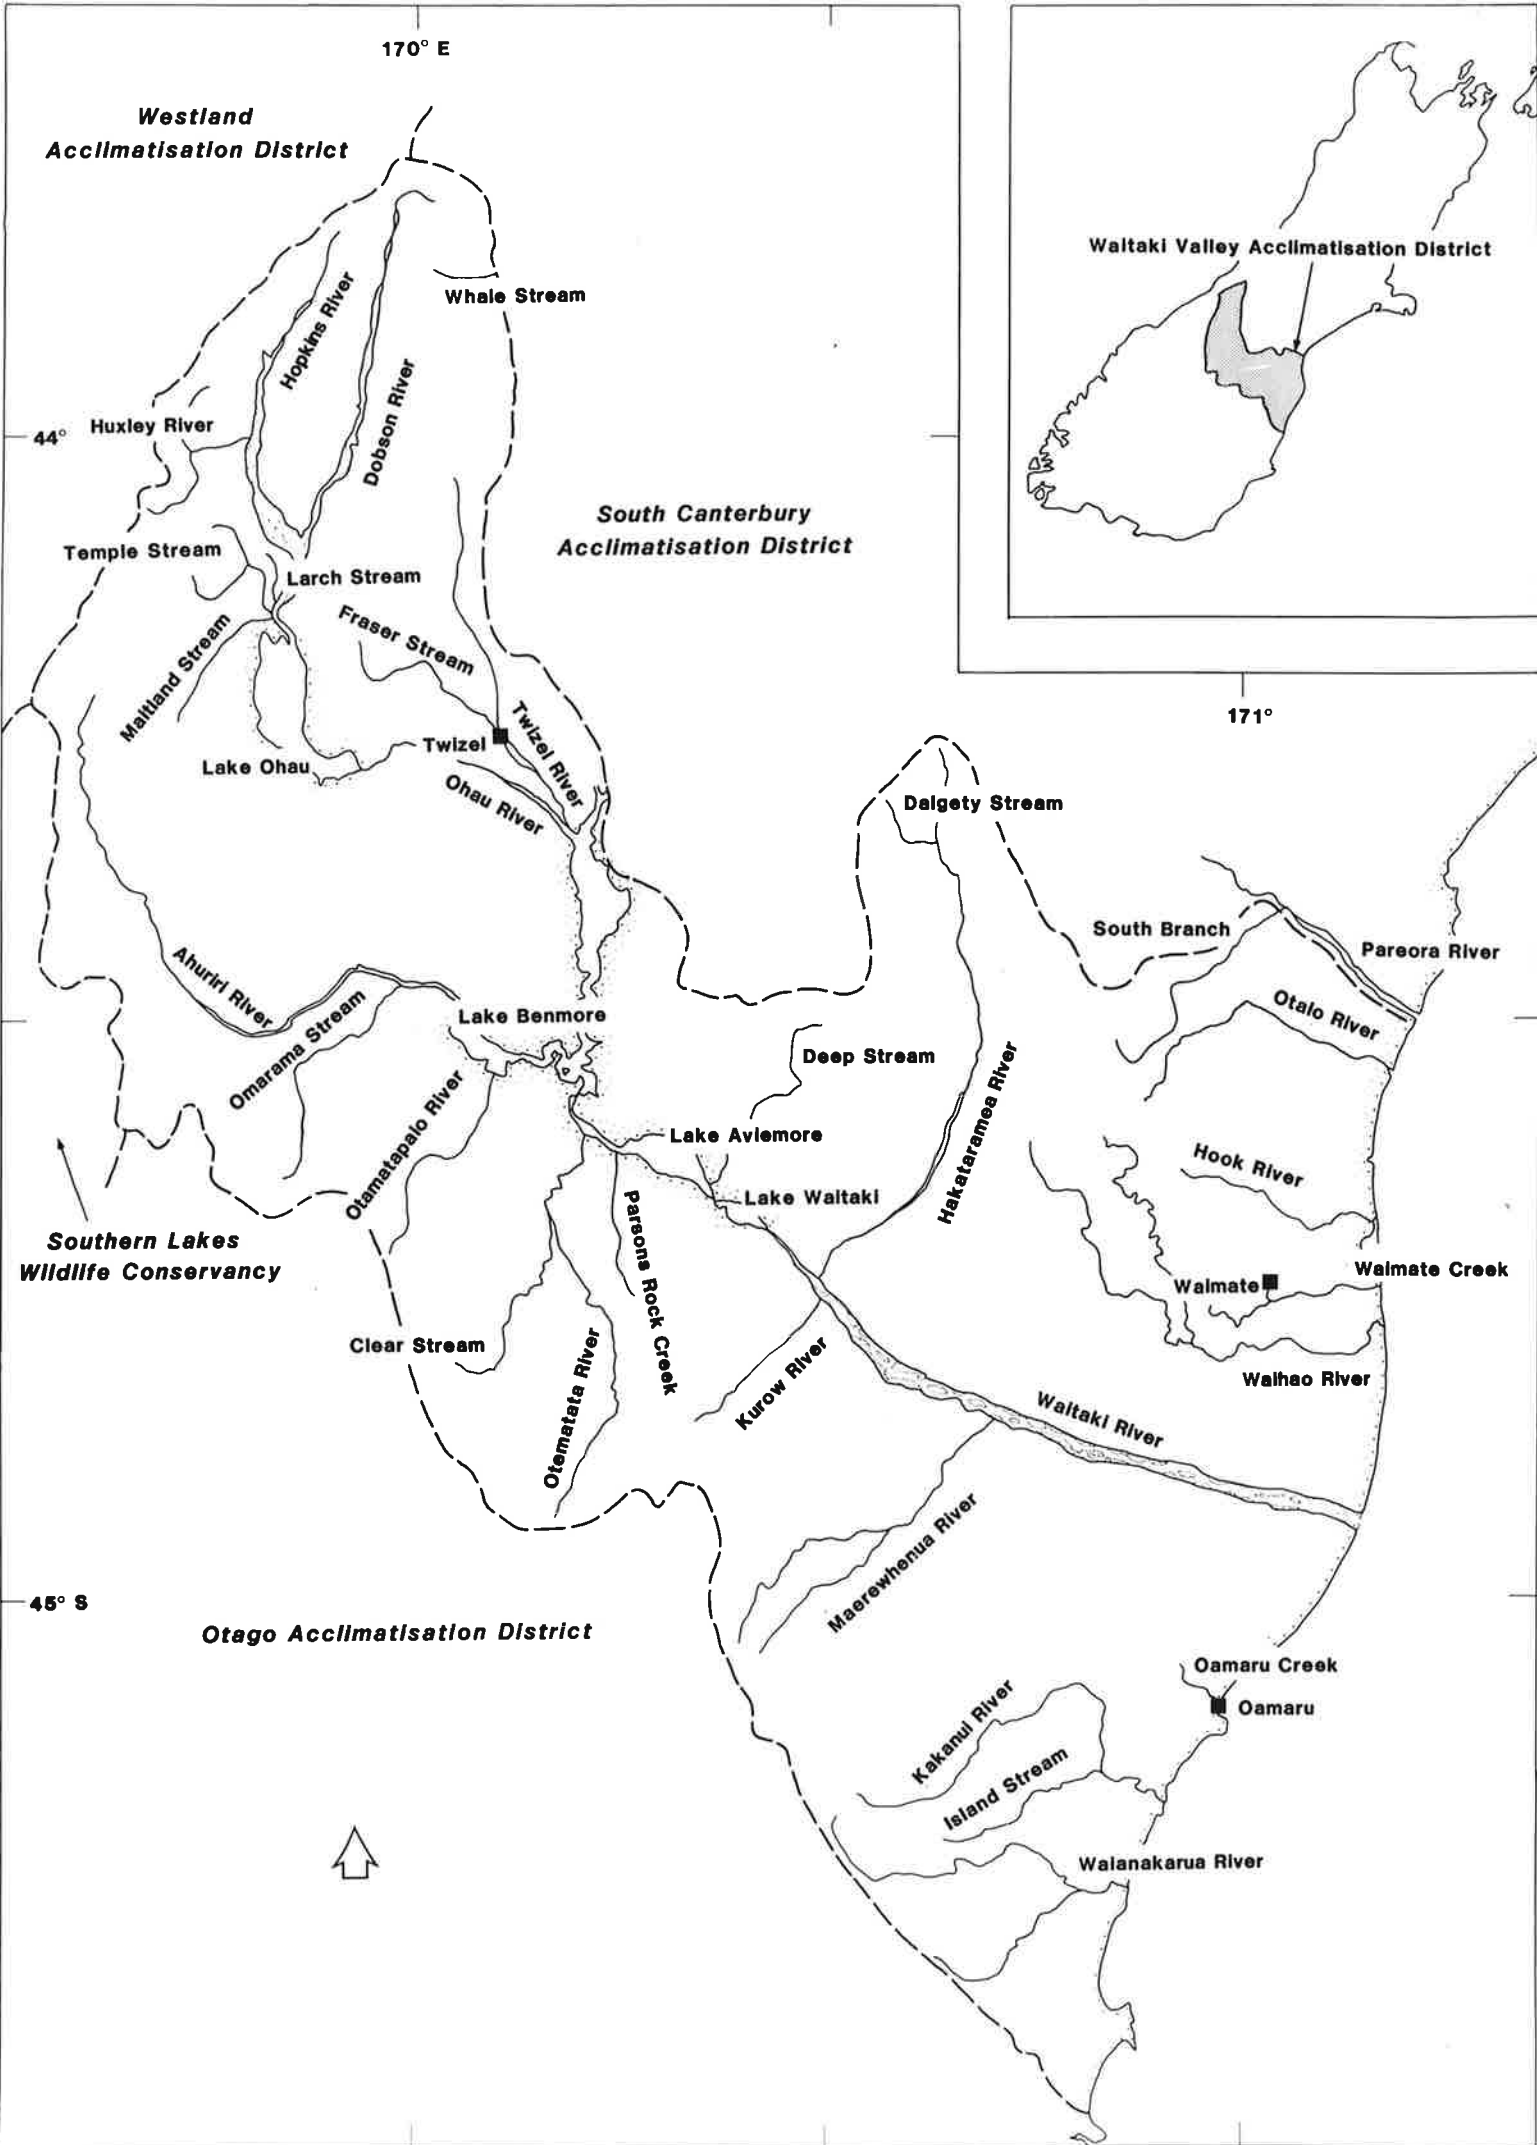 170° E
Westland
Acclimatisation District
Waitaki Valley Acclimatisation District
Whale Stream
Hopkins River
Dobson River
Huxley River
44°
South Canterbury
Acclimatisation District
Temple Stream
Larch Stream
Fraser Stream
Maitland Stream
171°
Twizel
Twizel River
Lake Ohau
Ohau River
Dalgety Stream
South Branch
Pareora River
Ahuriri River
Otaio River
Lake Benmore
Omarama Stream
Deep Stream
Otamatapaio River
Hakataramea River
Lake Aviemore
Hook River
Lake Waitaki
Parsons Rock Creek
Southern Lakes
Wildlife Conservancy
Waimate Creek
Waimate
Clear Stream
Otematata River
Kurow River
Waihao River
Waitaki River
Maerewhenua River
45° S
Otago Acclimatisation District
Oamaru Creek
Oamaru
Kakanui River
Island Stream
Waianakarua River